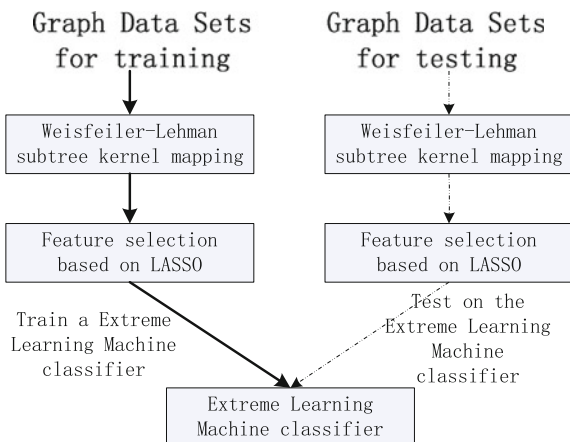 Graph Data Sets
for training
Graph Data Sets
for testing
Weisfeiler-Lehman
subtree kernel mapping
Weisfeiler-Lehman
subtree kernel mapping
Feature selection
based on LASSO
Feature selection
based on LASSO
Train a Extreme
Learning Machine
classifier
Test on the
Extreme Learning
Machine
classifier
Extreme Learning
Machine classifier